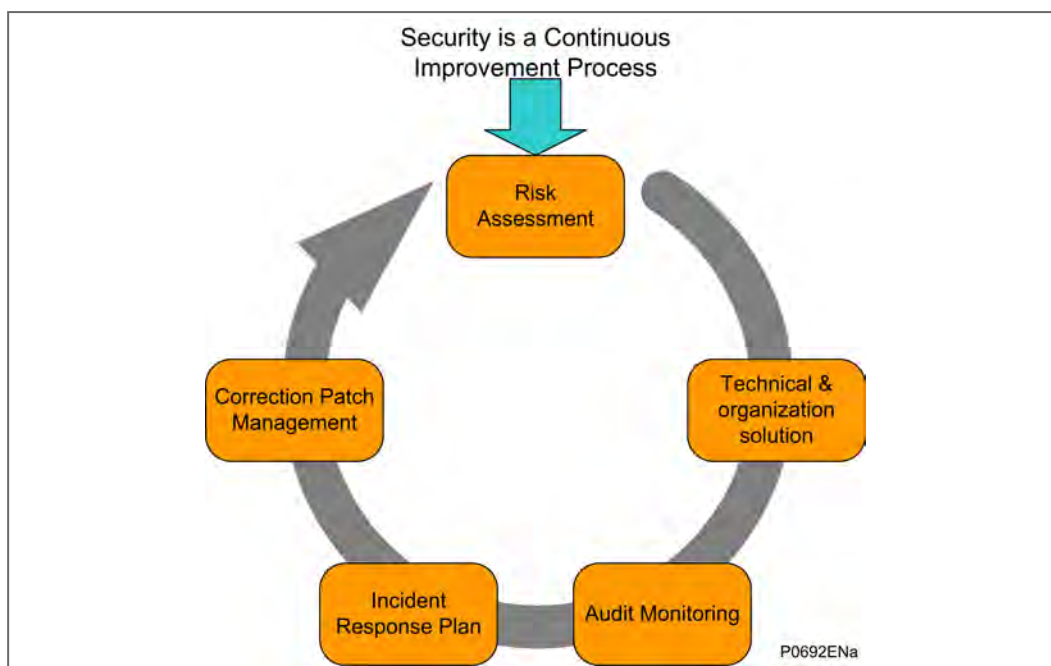 Security is a Continuous
Improvement Process
Risk
Assessment
Technical &
organization
solution
Audit Monitoring
Incident
Response Plan
Correction Patch
Management
P0692ENa